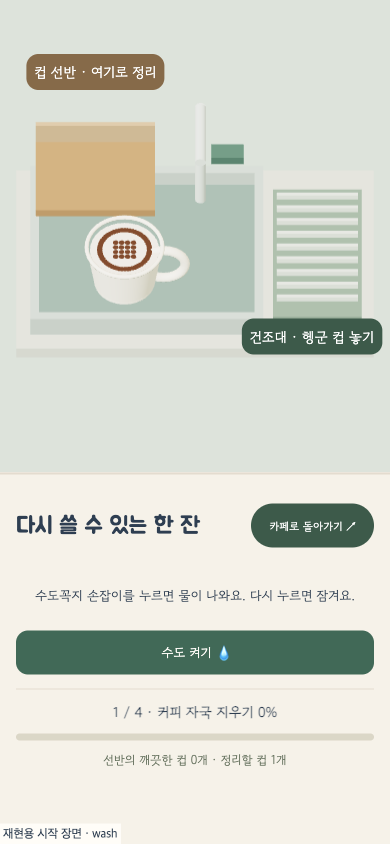 컵 선반 · 여기로 정리
건조대 · 헹군 컵 놓기
다시 쓸 수 있는 한 잔
카페로 돌아가기 ↗
수도꼭지 손잡이를 누르면 물이 나와요. 다시 누르면 잠겨요.
수도 켜기 💧
1 / 4 · 커피 자국 지우기 0%
선반의 깨끗한 컵 0개 · 정리할 컵 1개
재현용 시작 장면 · wash